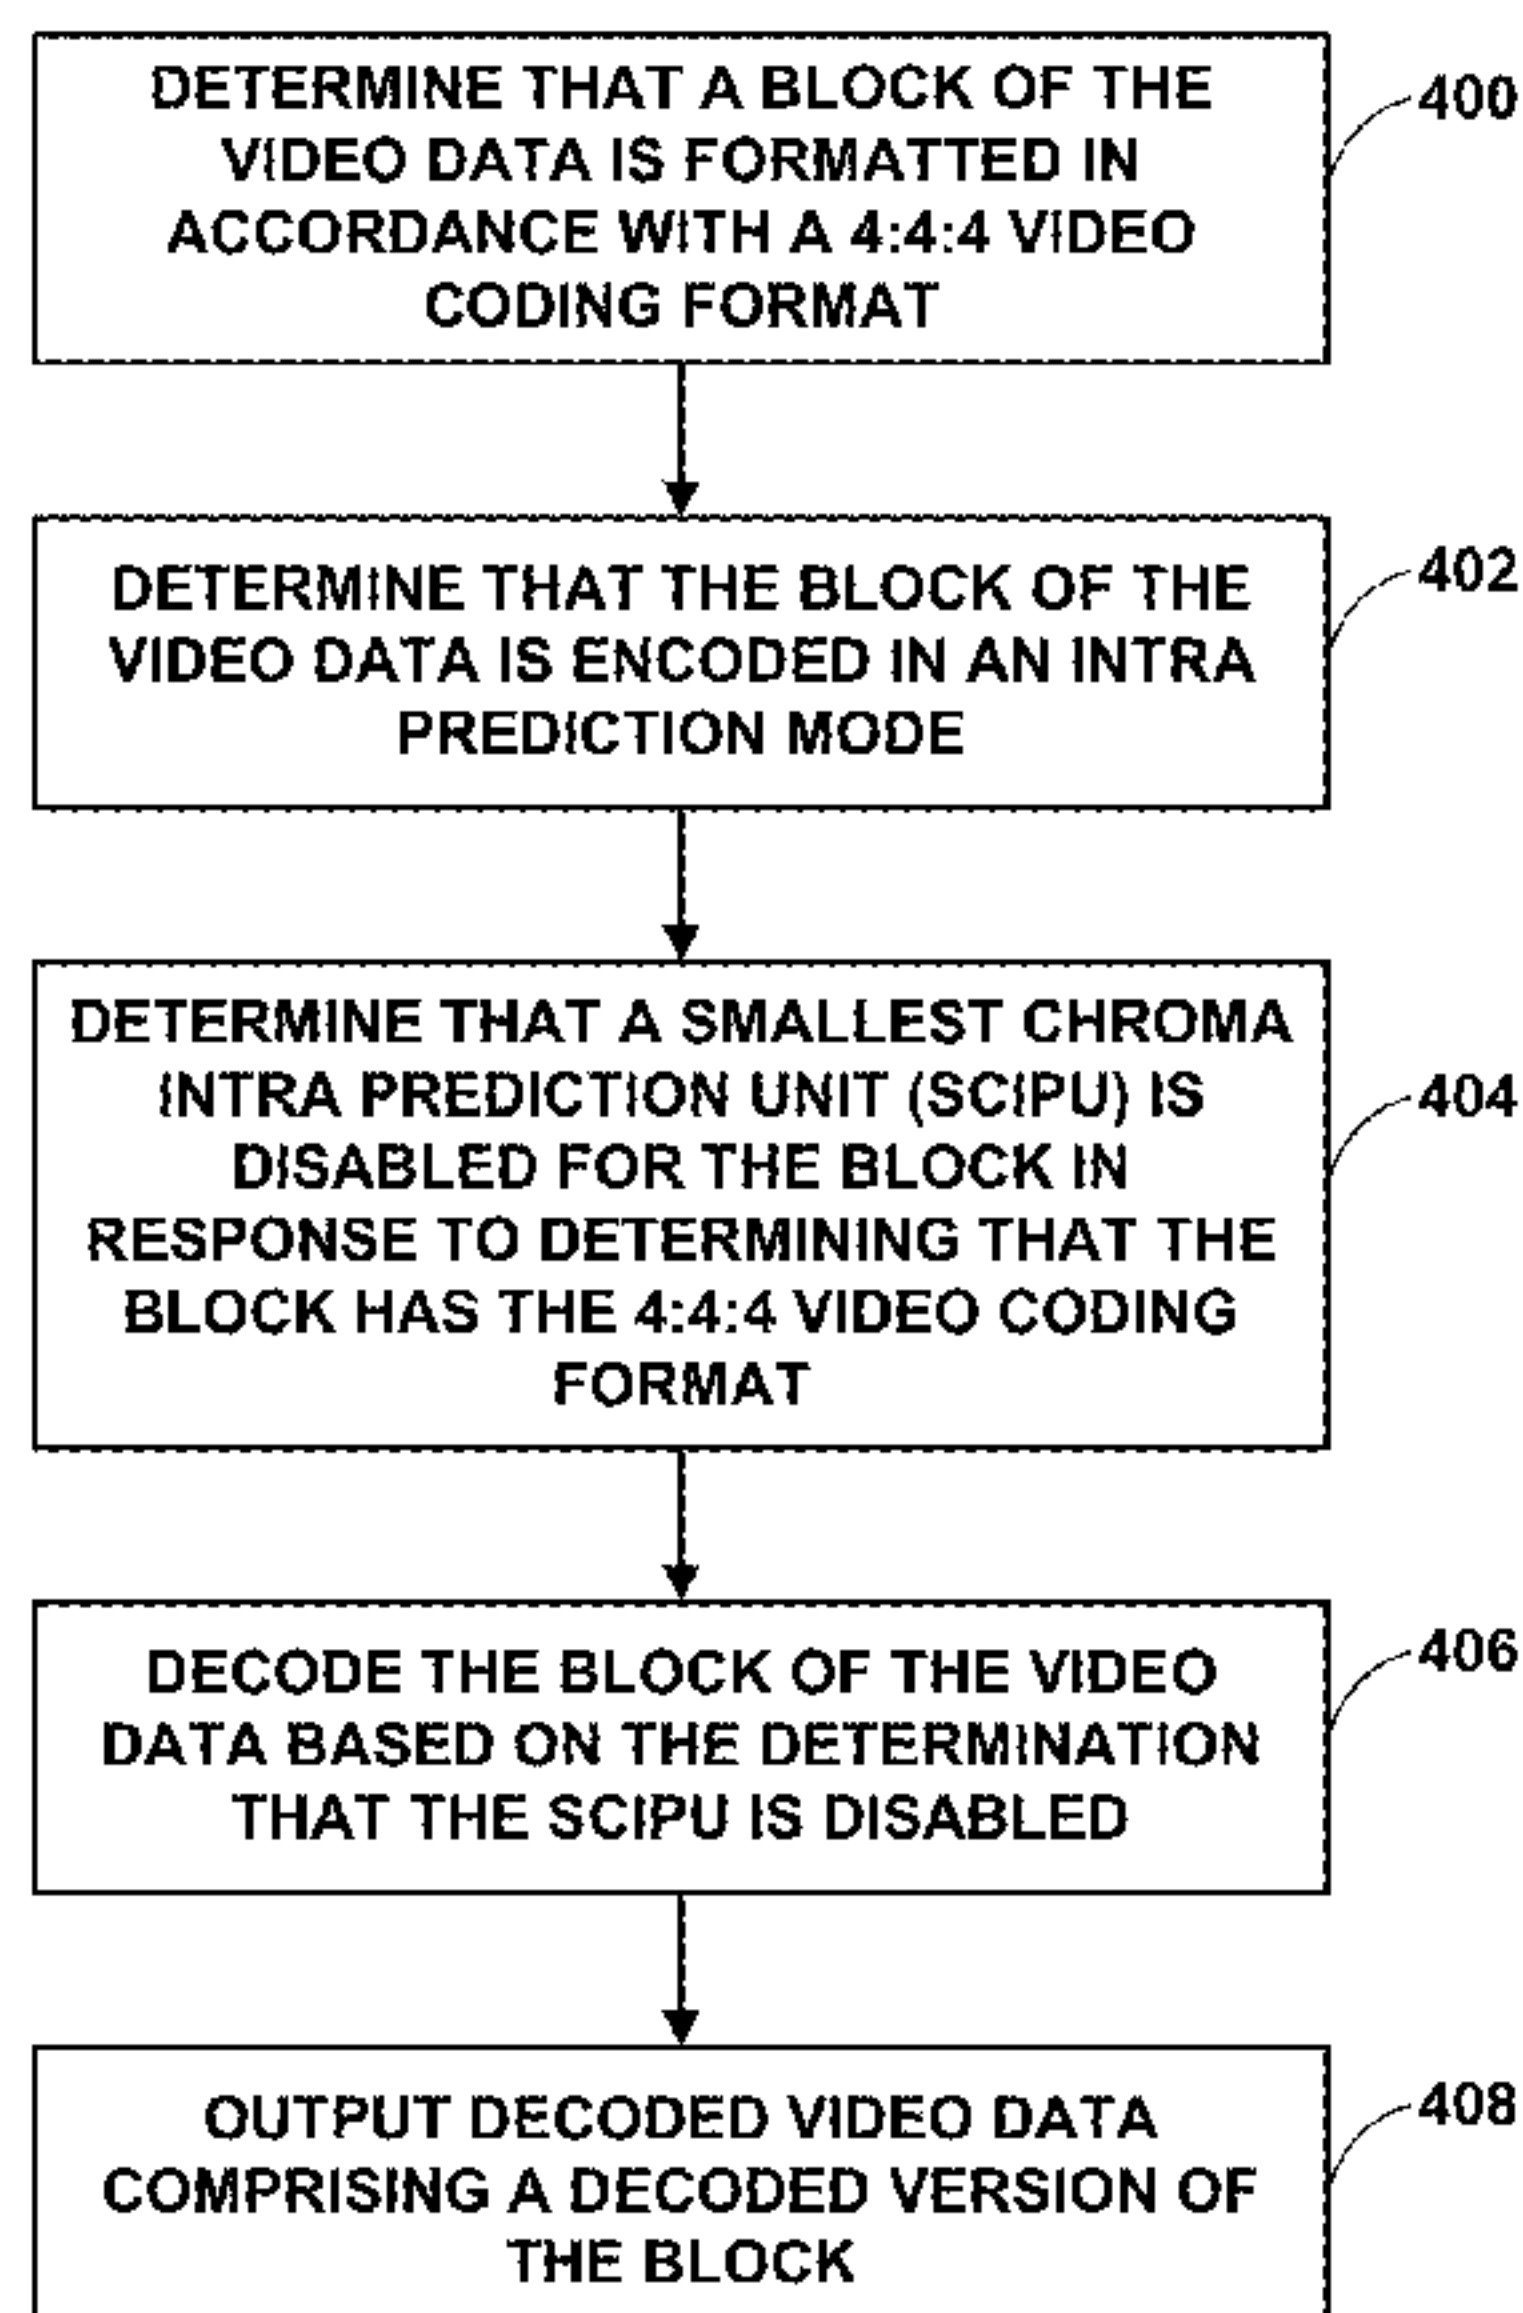 DETERMINE THAT A BLOCK OF THE
VIDEO DATA IS FORMATTED IN
ACCORDANCE WITH A 4:4:4 VIDEO
CODING FORMAT
400
DETERMINE THAT THE BLOCK OF THE
VIDEO DATA IS ENCODED IN AN INTRA
PREDICTION MODE
402
DETERMINE THAT A SMALLEST CHROMA
INTRA PREDICTION UNIT (SCIPU) IS
DISABLED FOR THE BLOCK IN
RESPONSE TO DETERMINING THAT THE
BLOCK HAS THE 4:4:4 VIDEO CODING
FORMAT
404
DECODE THE BLOCK OF THE VIDEO
DATA BASED ON THE DETERMINATION
THAT THE SCIPU IS DISABLED
406
OUTPUT DECODED VIDEO DATA
COMPRISING A DECODED VERSION OF
THE BLOCK
408